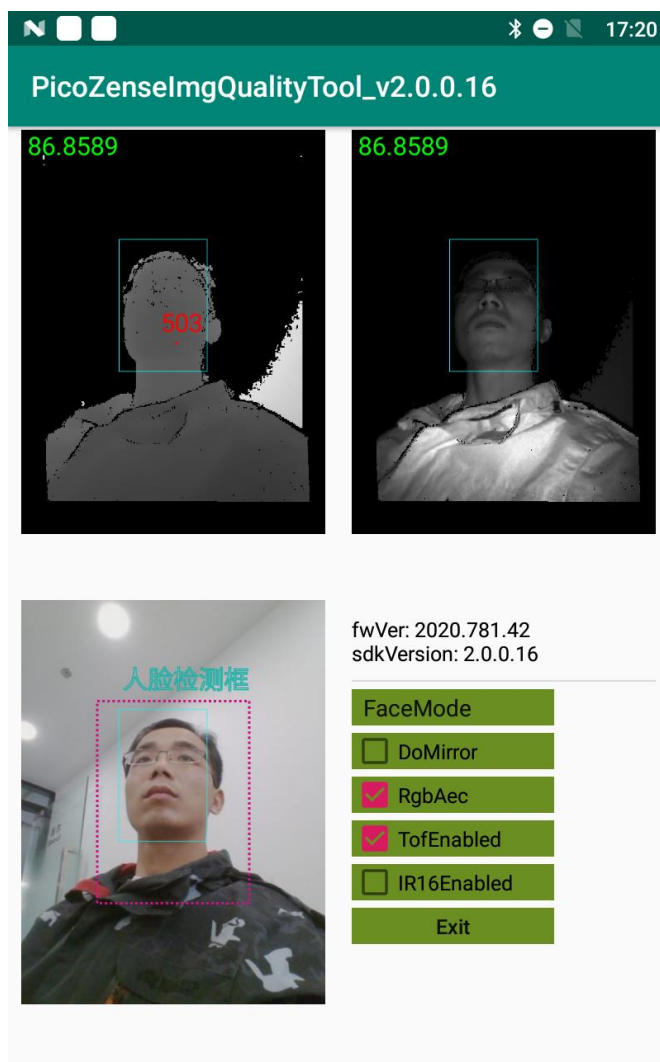 17:20
PicoZenseImgQualityTool_v2.0.0.16
86.8589
86.8589
503
人脸检测框
fwVer: 2020.781.42
sdkVersion: 2.0.0.16
FaceMode
DoMirror
RgbAec
TofEnabled
IR16Enabled
Exit